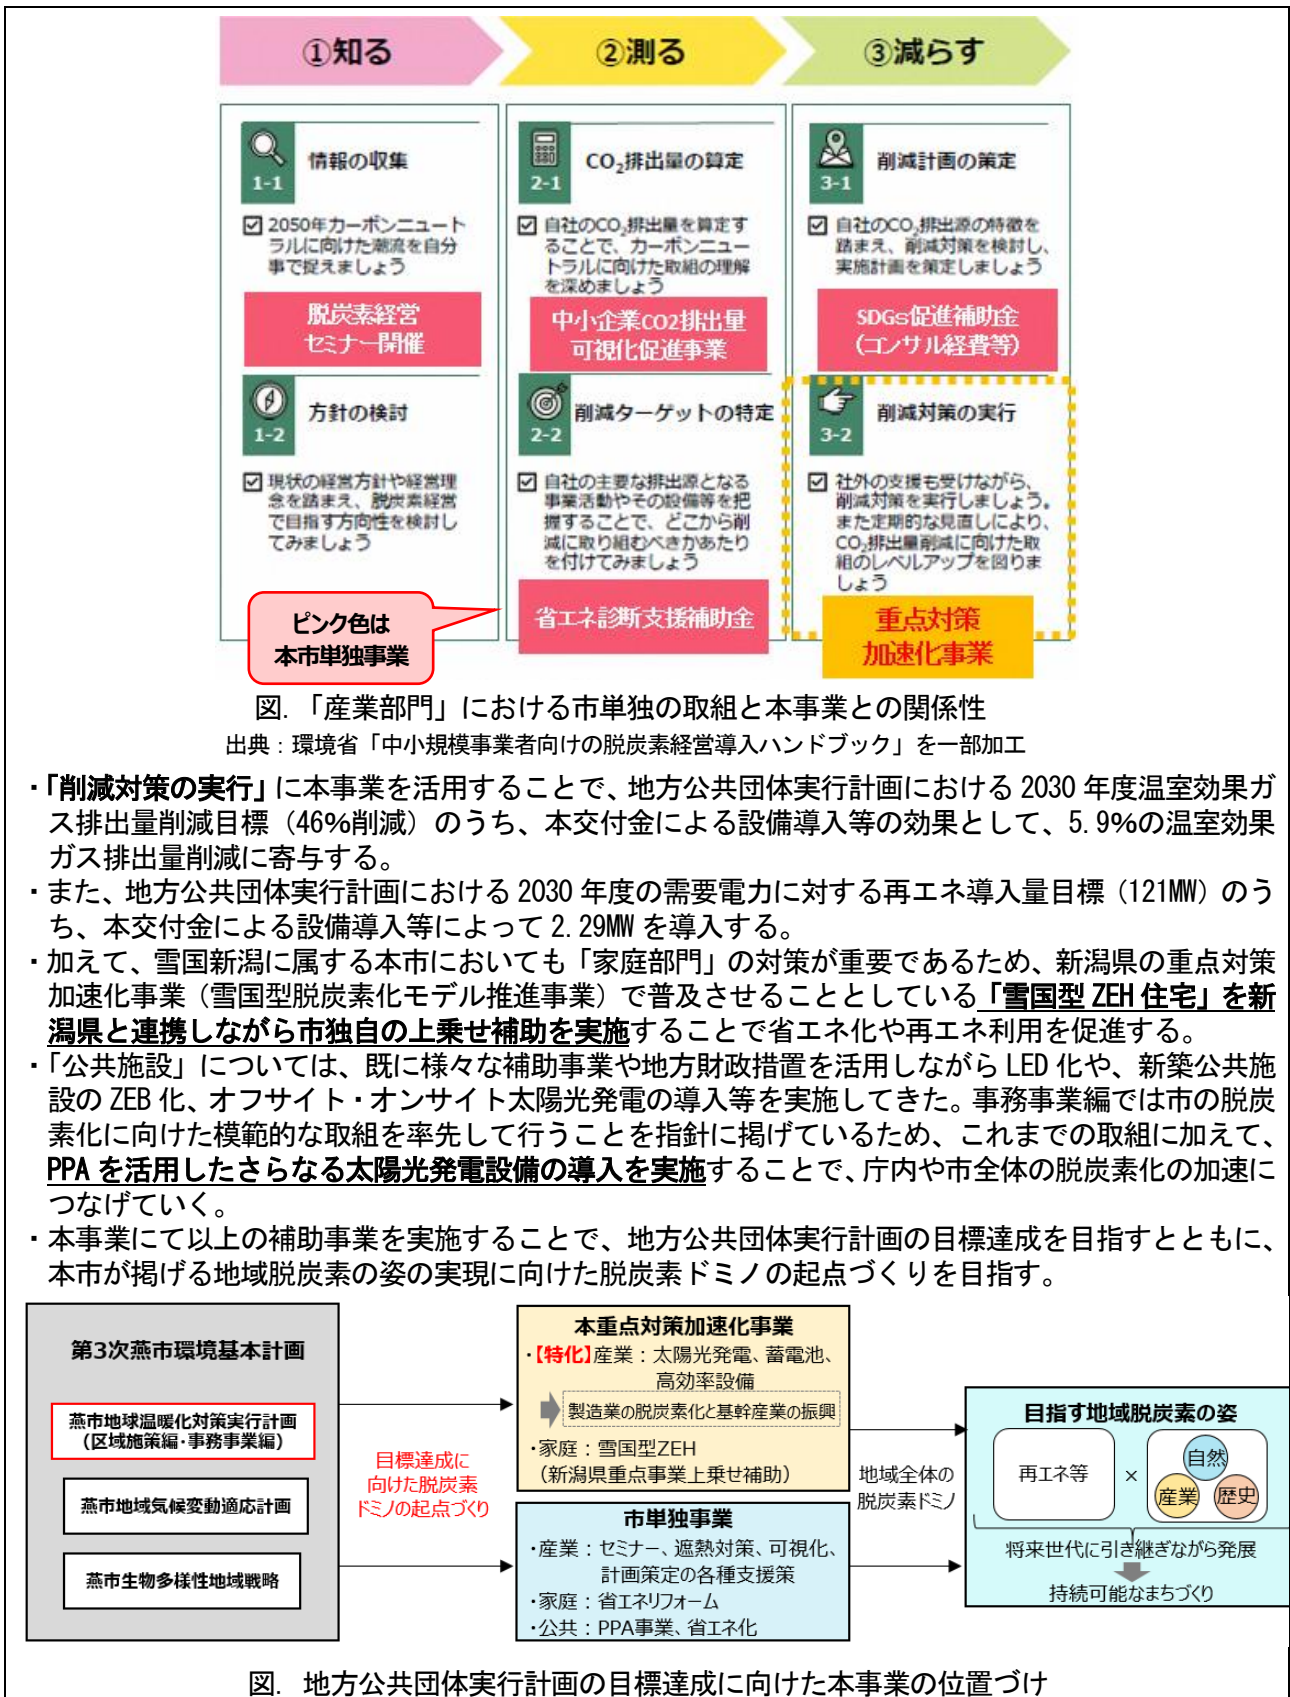 ①知る
②測る
③減らす
1-1
情報の収集
2050年カーボンニュート
ラルに向けた潮流を自分
事で捉えましょう
脱炭素経営
セミナー開催
1-2
方針の検討
現状の経営方針や経営理
念を踏まえ、脱炭素経営
で目指す方向性を検討し
てみましょう
ピンク色は
本市単独事業
2-1
CO2排出量の算定
自社のCO2排出量を算定す
ることで、カーボンニュー
トラルに向けた取組の理解
を深めましょう
中小企業CO2排出量
可視化促進事業
2-2
削減ターゲットの特定
自社の主要な排出源となる
事業活動やその設備等を把
握することで、どこから削
減に取り組むべきかあたり
を付けてみましょう
省エネ診断支援補助金
3-1
削減計画の策定
自社のCO2排出源の特徴を
踏まえ、削減対策を検討し、
実施計画を策定しましょう
SDGs促進補助金
(コンサル経費等)
3-2
削減対策の実行
社外の支援も受けながら、
削減対策を実行しましょう。
また定期的な見直しにより、
CO2排出量削減に向けた取
組のレベルアップを図りま
しょう
重点対策
加速化事業
図.「産業部門」における市単独の取組と本事業との関係性
出典：環境省「中小規模事業者向けの脱炭素経営導入ハンドブック」を一部加工
・「削減対策の実行」に本事業を活用することで、地方公共団体実行計画における2030年度温室効果ガ
ス排出量削減目標（46%削減）のうち、本交付金による設備導入等の効果として、5.9%の温室効果
ガス排出量削減に寄与する。
・また、地方公共団体実行計画における2030年度の需要電力に対する再エネ導入量目標（121MW）のう
ち、本交付金による設備導入等によって2.29MWを導入する。
・加えて、雪国新潟に属する本市においても「家庭部門」の対策が重要であるため、新潟県の重点対策
加速化事業（雪国型脱炭素化モデル推進事業）で普及させることとしている「雪国型ZEH住宅」を新
潟県と連携しながら市独自の上乗せ補助を実施することで省エネ化や再エネ利用を促進する。
・「公共施設」については、既に様々な補助事業や地方財政措置を活用しながらLED化や、新築公共施
設のZEB化、オフサイト・オンサイト太陽光発電の導入等を実施してきた。事務事業編では市の脱炭
素化に向けた模範的な取組を率先して行うことを指針に掲げているため、これまでの取組に加えて、
PPAを活用したさらなる太陽光発電設備の導入を実施することで、庁内や市全体の脱炭素化の加速に
つなげていく。
・本事業にて以上の補助事業を実施することで、地方公共団体実行計画の目標達成を目指すとともに、
本市が掲げる地域脱炭素の姿の実現に向けた脱炭素ドミノの起点づくりを目指す。
第3次燕市環境基本計画
燕市地球温暖化対策実行計画
(区域施策編・事務事業編)
燕市地域気候変動適応計画
燕市生物多様性地域戦略
目標達成に
向けた脱炭素
ドミノの起点づくり
本重点対策加速化事業
・【特化】産業：太陽光発電、蓄電池、
高効率設備
製造業の脱炭素化と基幹産業の振興
・家庭：雪国型ZEH
（新潟県重点事業上乗せ補助）
市単独事業
・産業：セミナー、遮熱対策、可視化、
計画策定の各種支援策
・家庭：省エネリフォーム
・公共：PPA事業、省エネ化
地域全体の
脱炭素ドミノ
目指す地域脱炭素の姿
再エネ等
×
自然
産業
歴史
将来世代に引き継ぎながら発展
持続可能なまちづくり
図. 地方公共団体実行計画の目標達成に向けた本事業の位置づけ